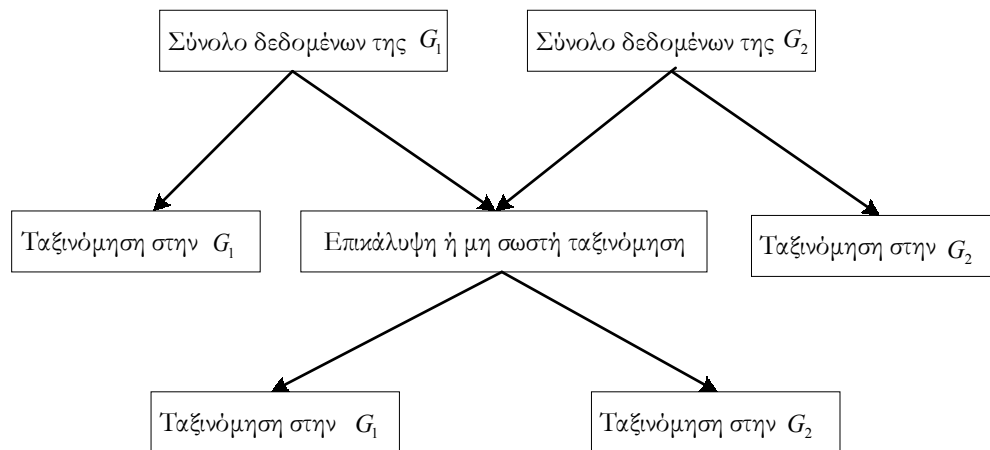 Σύνολο δεδομένων της G₁
Σύνολο δεδομένων της G₂
Ταξινόμηση στην G₁
Επικάλυψη ή μη σωστή ταξινόμηση
Ταξινόμηση στην G₂
Ταξινόμηση στην G₁
Ταξινόμηση στην G₂